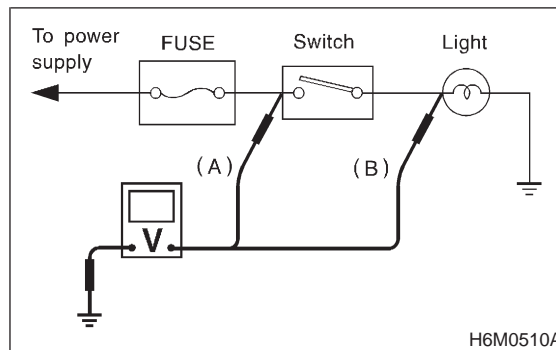 To power
supply
FUSE
Switch
Light
(A)
(B)
V
H6M0510A